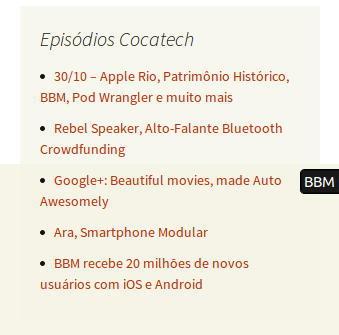 Episódios Cocatech
30/10 – Apple Rio, Patrimônio Histórico,
BBM, Pod Wrangler e muito mais
Rebel Speaker, Alto-Falante Bluetooth
Crowdfunding
Google+: Beautiful movies, made Auto
Awesomely
BBM
Ara, Smartphone Modular
BBM recebe 20 milhões de novos
usuários com iOS e Android